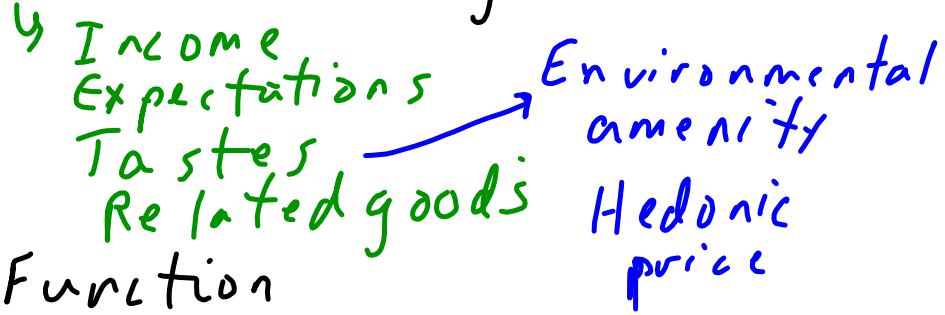 Income
Expectations
Tastes
Related goods
Environmental
amenity
Hedonic
price
Function